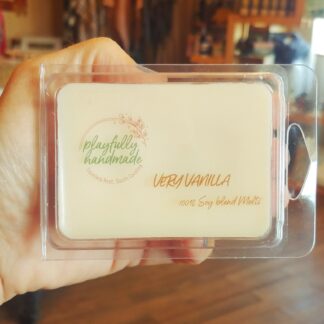 playfully
handmade
VERY VANILLA
100% Soy blend Melts